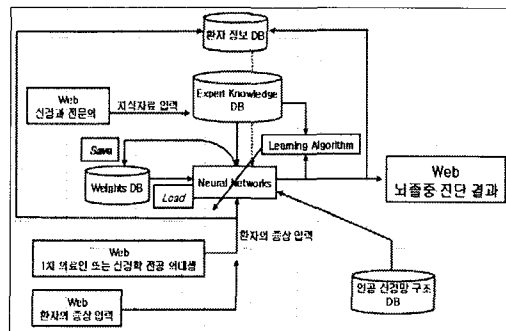 환자 정보 DB
Expert Knowledge
DB
Web
신경과 전문의
지식자료 입력
Save
Learning Algorithm
Weights DB
Load
Neural Networks
Web
뇌졸중 진단 결과
환자의 증상 입력
Web
1차 의료인 또는 신경학 전공 의대생
Web
환자의 증상 입력
인공 신경망 구조
DB